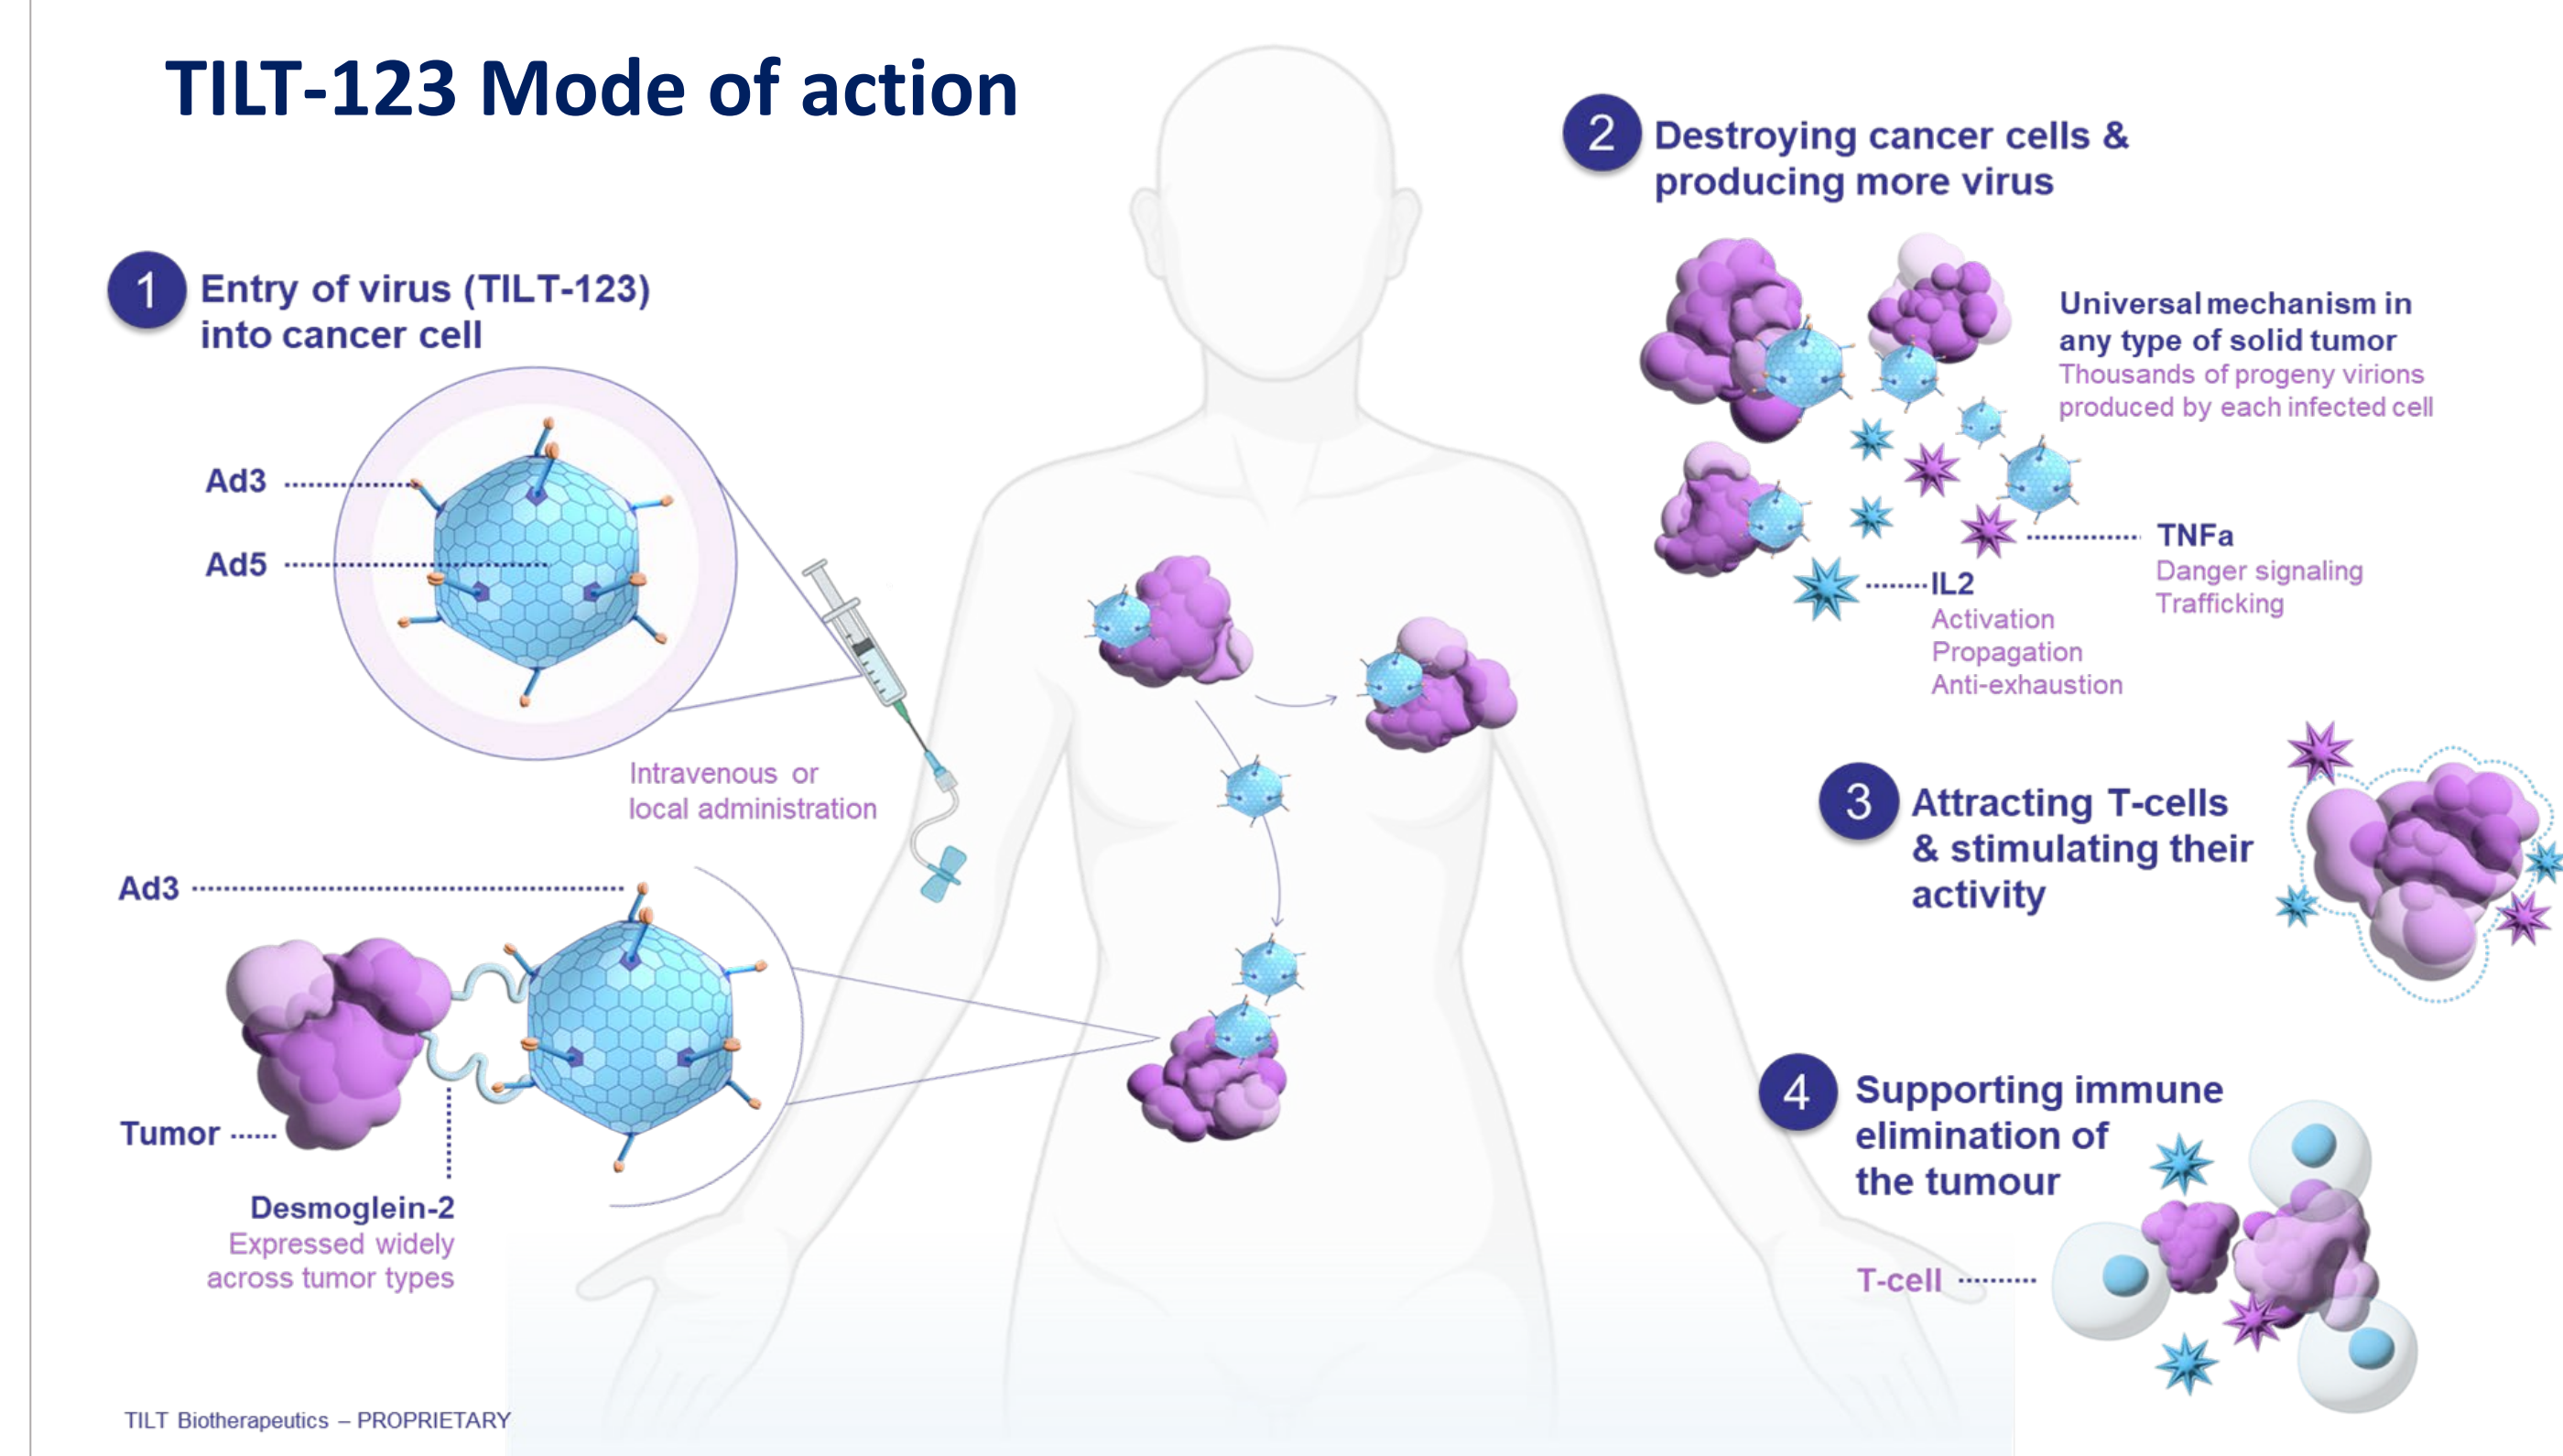 TILT-123 Mode of action
1
Entry of virus (TILT-123)
into cancer cell
Ad3
Ad5
Intravenous or
local administration
Ad3
Tumor
Desmoglein-2
Expressed widely
across tumor types
2
Destroying cancer cells &
producing more virus
Universal mechanism in
any type of solid tumor
Thousands of progeny virions
produced by each infected cell
TNFa
Danger signaling
Trafficking
IL2
Activation
Propagation
Anti-exhaustion
3
Attracting T-cells
& stimulating their
activity
4
Supporting immune
elimination of
the tumour
T-cell
TILT Biotherapeutics – PROPRIETARY